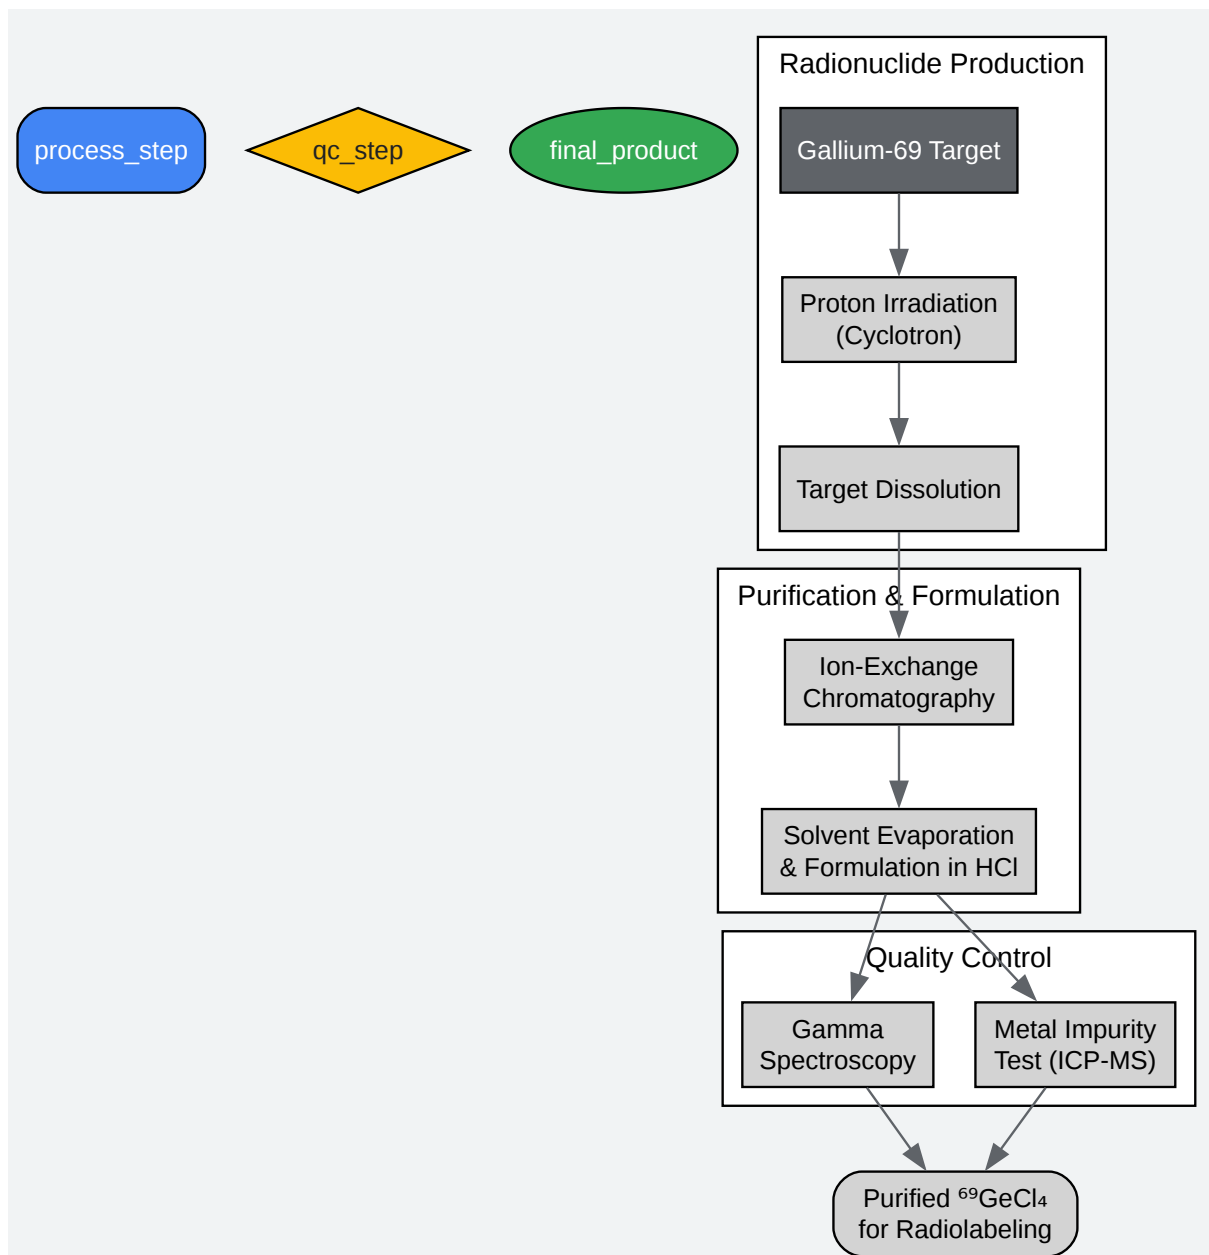 Radionuclide Production
process_step
qc_step
final_product
Gallium-69 Target
Proton Irradiation
(Cyclotron)
Target Dissolution
Purification & Formulation
Ion-Exchange
Chromatography
Solvent Evaporation
& Formulation in HCl
Quality Control
Gamma
Spectroscopy
Metal Impurity
Test (ICP-MS)
Purified ⁶⁹GeCl₄
for Radiolabeling